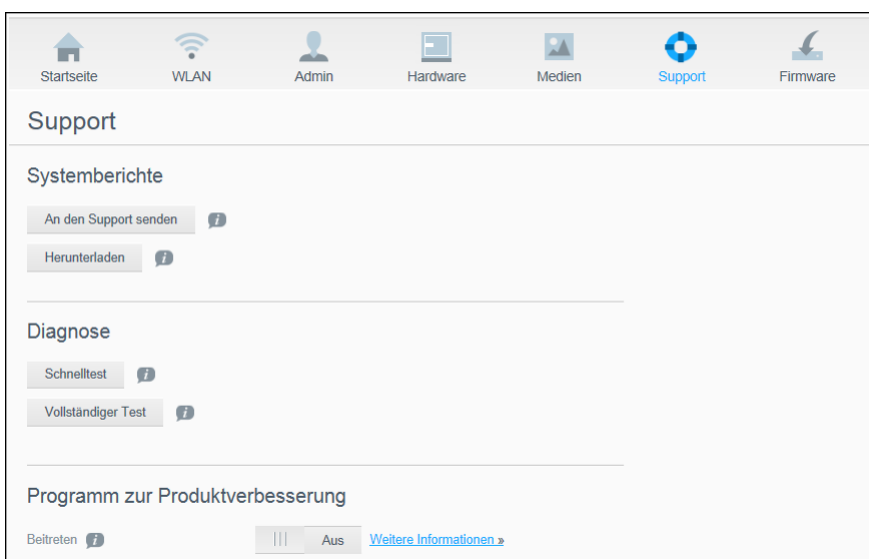 Startseite WLAN Admin Hardware Medien Support Firmware
Support
Systemberichte
An den Support senden
Herunterladen
Diagnose
Schnelltest
Vollständiger Test
Programm zur Produktverbesserung
Beitreten Aus Weitere Informationen »